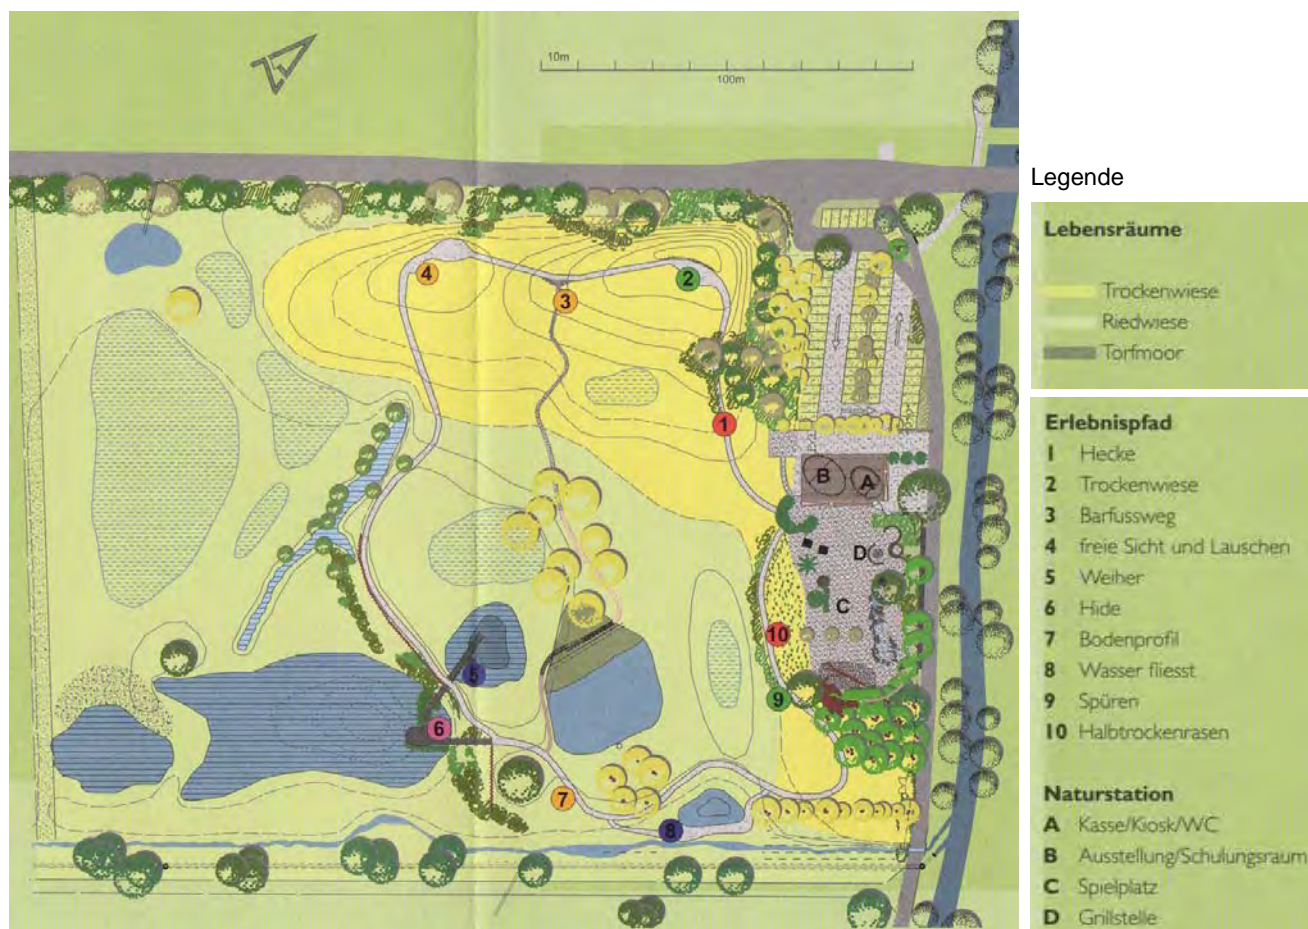 10m
100m
4
3
2
1
B
A
D
C
10
9
5
6
7
8
Legende
Lebensräume
Trockenwiese
Riedwiese
Torfmoor
Erlebnispfad
1 Hecke
2 Trockenwiese
3 Barfussweg
4 freie Sicht und Lauschen
5 Weiher
6 Hide
7 Bodenprofil
8 Wasser fliesst
9 Spüren
10 Halbtrockenrasen
Naturstation
A Kasse/Kiosk/WC
B Ausstellung/Schulungsraum
C Spielplatz
D Grillstelle